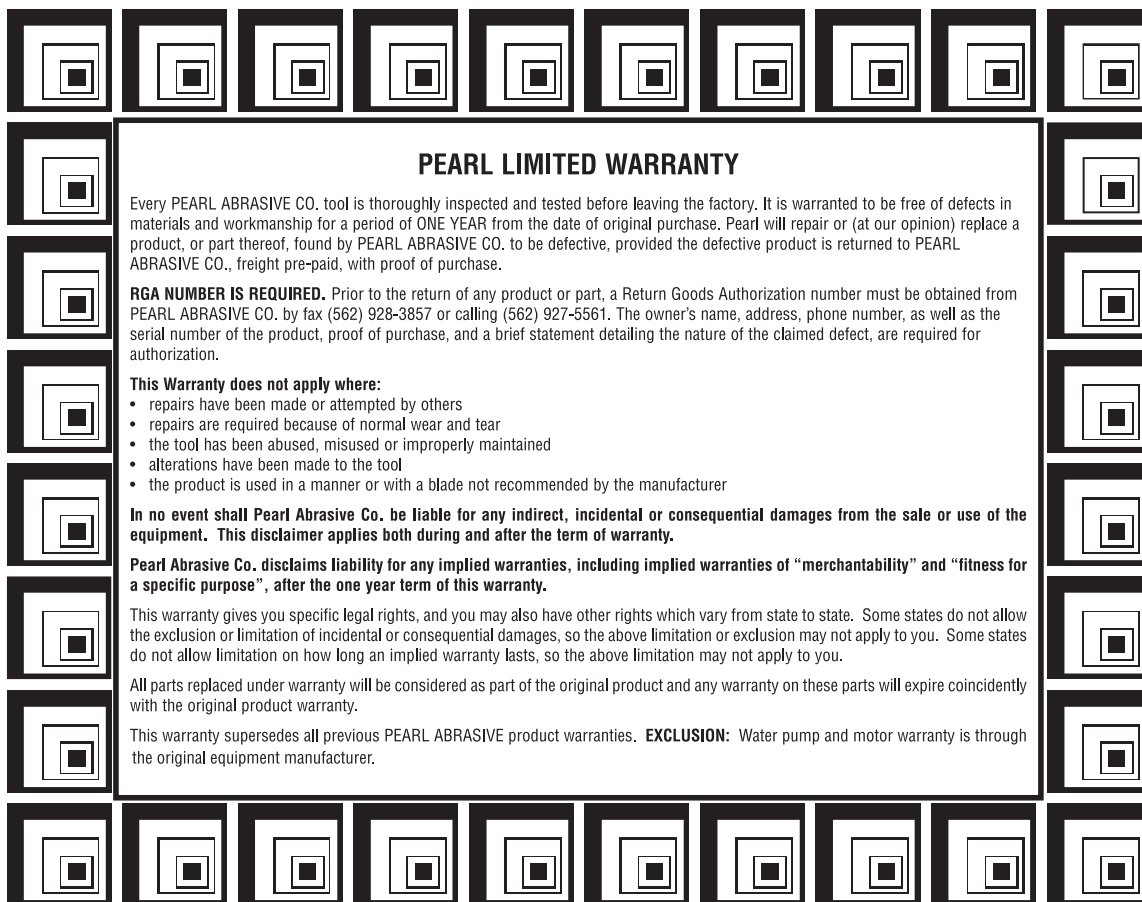 PEARL LIMITED WARRANTY
Every PEARL ABRASIVE CO. tool is thoroughly inspected and tested before leaving the factory. It is warranted to be free of defects in
materials and workmanship for a period of ONE YEAR from the date of original purchase. Pearl will repair or (at our opinion) replace a
product, or part thereof, found by PEARL ABRASIVE CO. to be defective, provided the defective product is returned to PEARL
ABRASIVE CO., freight pre-paid, with proof of purchase.
RGA NUMBER IS REQUIRED. Prior to the return of any product or part, a Return Goods Authorization number must be obtained from
PEARL ABRASIVE CO. by fax (562) 928-3857 or calling (562) 927-5561. The owner's name, address, phone number, as well as the
serial number of the product, proof of purchase, and a brief statement detailing the nature of the claimed defect, are required for
authorization.
This Warranty does not apply where:
• repairs have been made or attempted by others
• repairs are required because of normal wear and tear
• the tool has been abused, misused or improperly maintained
• alterations have been made to the tool
• the product is used in a manner or with a blade not recommended by the manufacturer
In no event shall Pearl Abrasive Co. be liable for any indirect, incidental or consequential damages from the sale or use of the
equipment. This disclaimer applies both during and after the term of warranty.
Pearl Abrasive Co. disclaims liability for any implied warranties, including implied warranties of “merchantability” and “fitness for
a specific purpose”, after the one year term of this warranty.
This warranty gives you specific legal rights, and you may also have other rights which vary from state to state. Some states do not allow
the exclusion or limitation of incidental or consequential damages, so the above limitation or exclusion may not apply to you. Some states
do not allow limitation on how long an implied warranty lasts, so the above limitation may not apply to you.
All parts replaced under warranty will be considered as part of the original product and any warranty on these parts will expire coincidently
with the original product warranty.
This warranty supersedes all previous PEARL ABRASIVE product warranties. EXCLUSION: Water pump and motor warranty is through
the original equipment manufacturer.